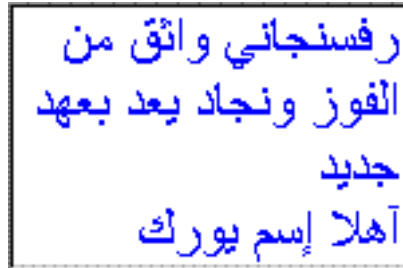 رفسنجاني واثق من
الفوز ونجاد يعد بعهد
جديد
آهلا إسم يورك